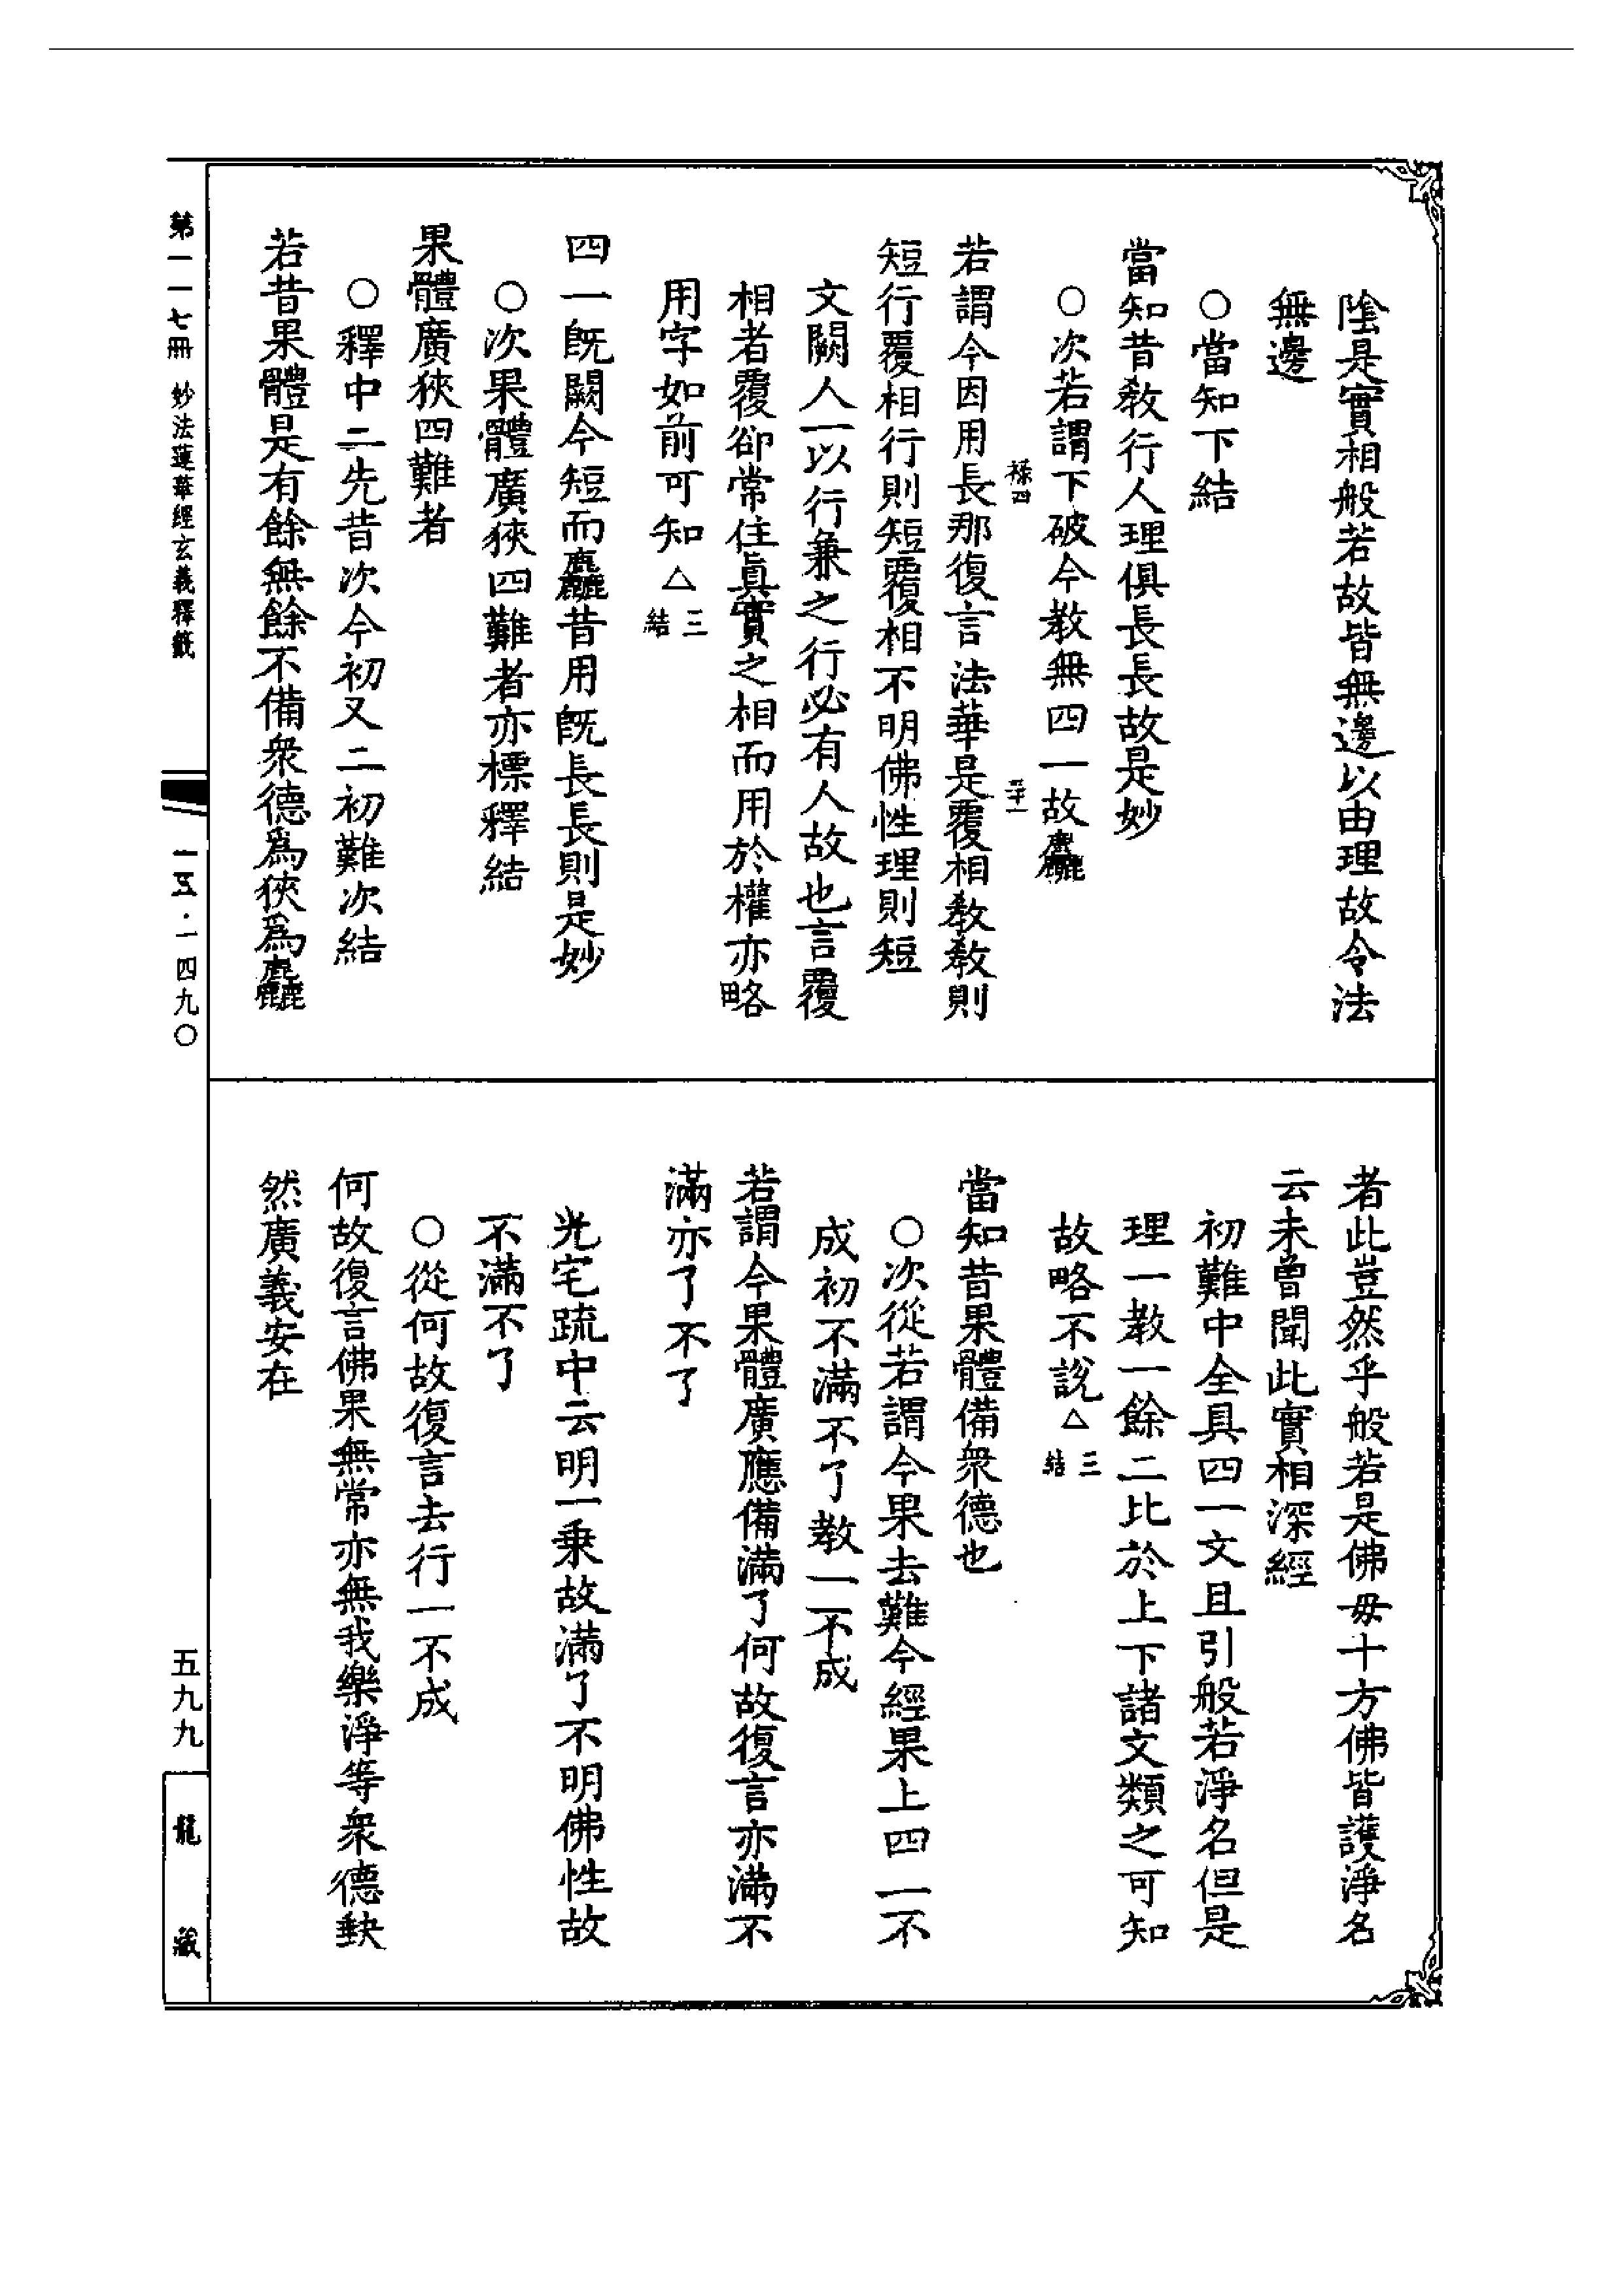 陰是實相般若故皆無邊以由理故令法
無邊
○當知下結
當知昔教行人理俱長長故是妙
○次若謂下破今教無四一故麤
若謂今因用長那復言法華是覆相教教則
短行覆相行則短覆相不明佛性理則短
文闕人一以行兼之行必有人故也言覆
相者覆卻常住眞實之相而用於權亦略
用字如前可知△三結
四一旣闕今短而麤昔用旣長長則是妙
○次果體廣狹四難者亦標釋結
果體廣狹四難者
○釋中二先昔次今初又二初難次結
若昔果體是有餘無餘不備衆德爲狹爲麤
者此豈然乎般若是佛毋十方佛皆護淨名
云未曾聞此實相深經
初難中全具四一文且引般若淨名但是
理一教一餘二比於上下諸文類之可知
故略不說△三結
當知昔果體備衆德也
○次從若謂今果去難今經果上四一不
成初不滿不了教一不成
若謂今果體廣應備滿了何故復言亦滿不
滿亦了不了
光宅疏中云明一乘故滿了不明佛性故
不滿不了
○從何故復言去行一不成
何故復言佛果無常亦無我樂淨等衆德缺
然廣義安在
第一一七冊 妙法蓮華經玄義釋籤
一五·一四九〇
五九九
龍藏